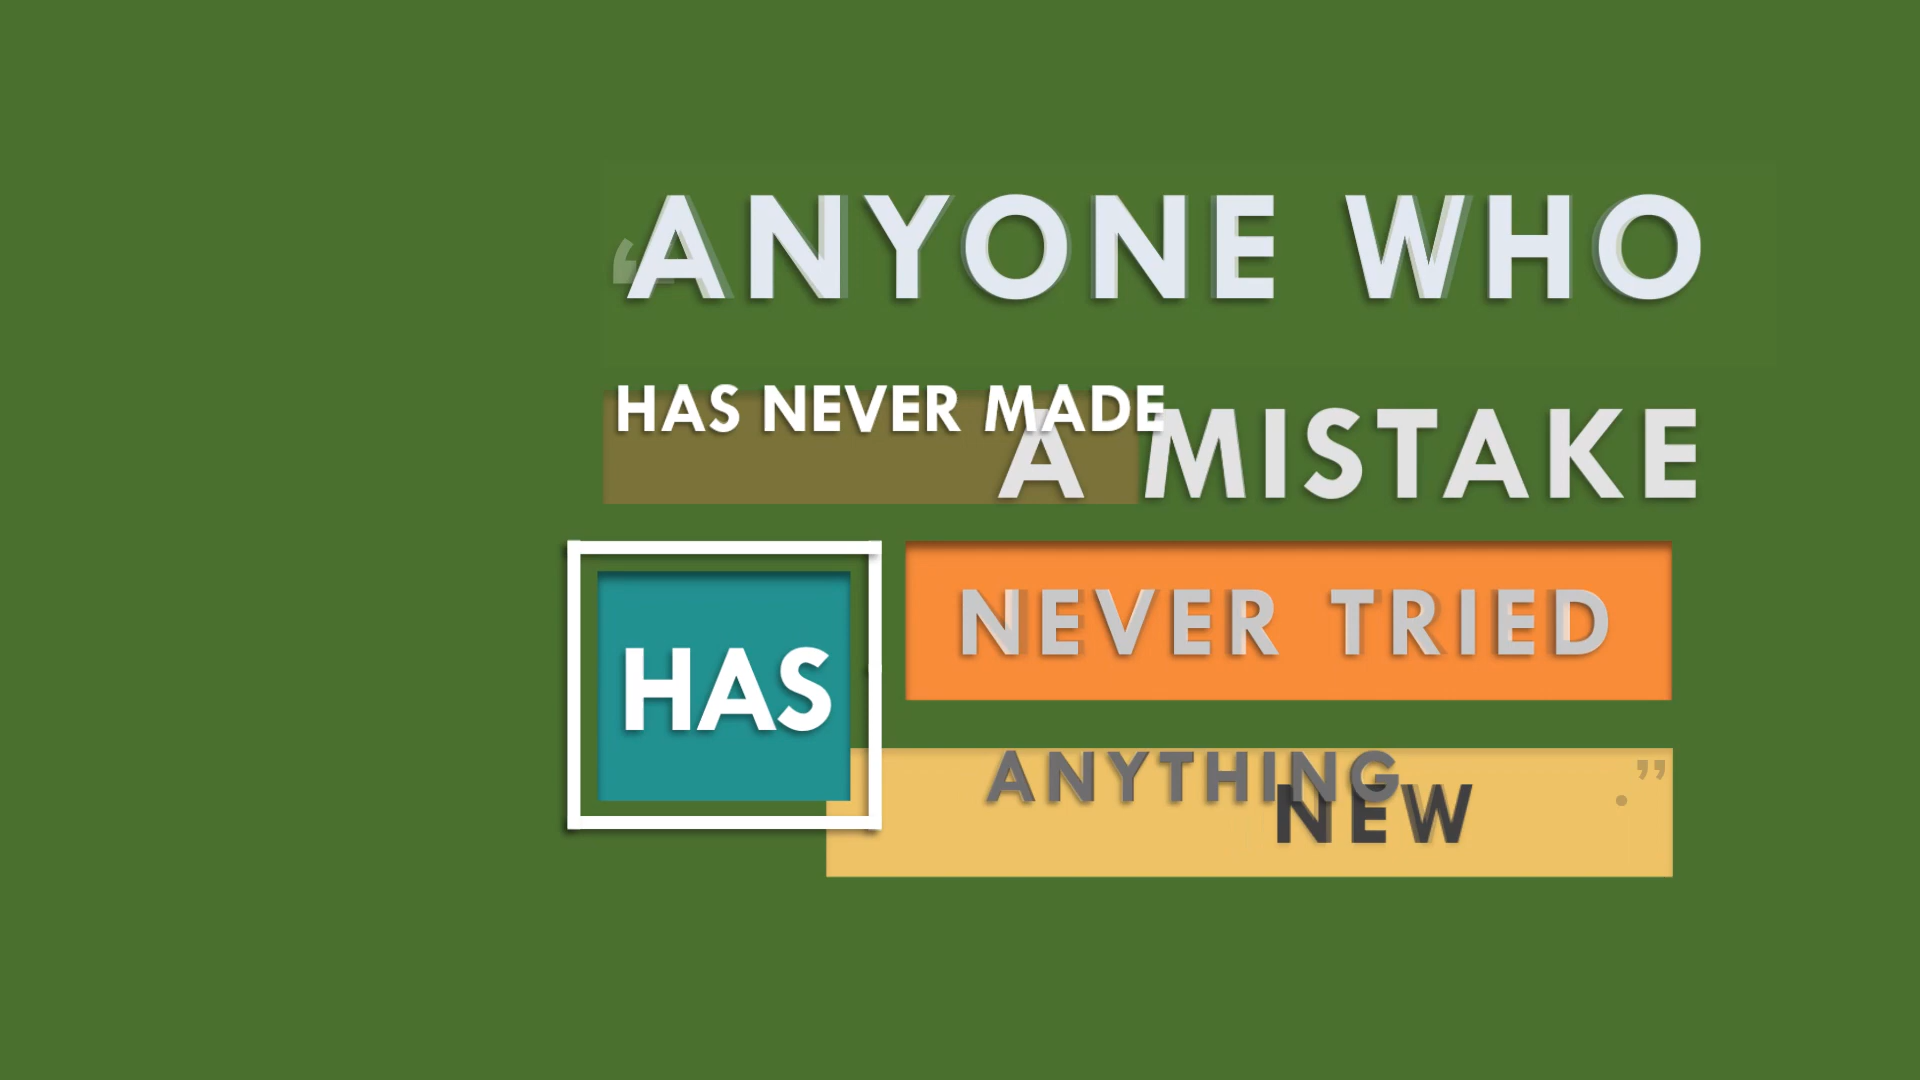 “ANYONE WHO
HAS NEVER MADE
A MISTAKE
HAS
NEVER TRIED
ANYTHING
NEW
.”